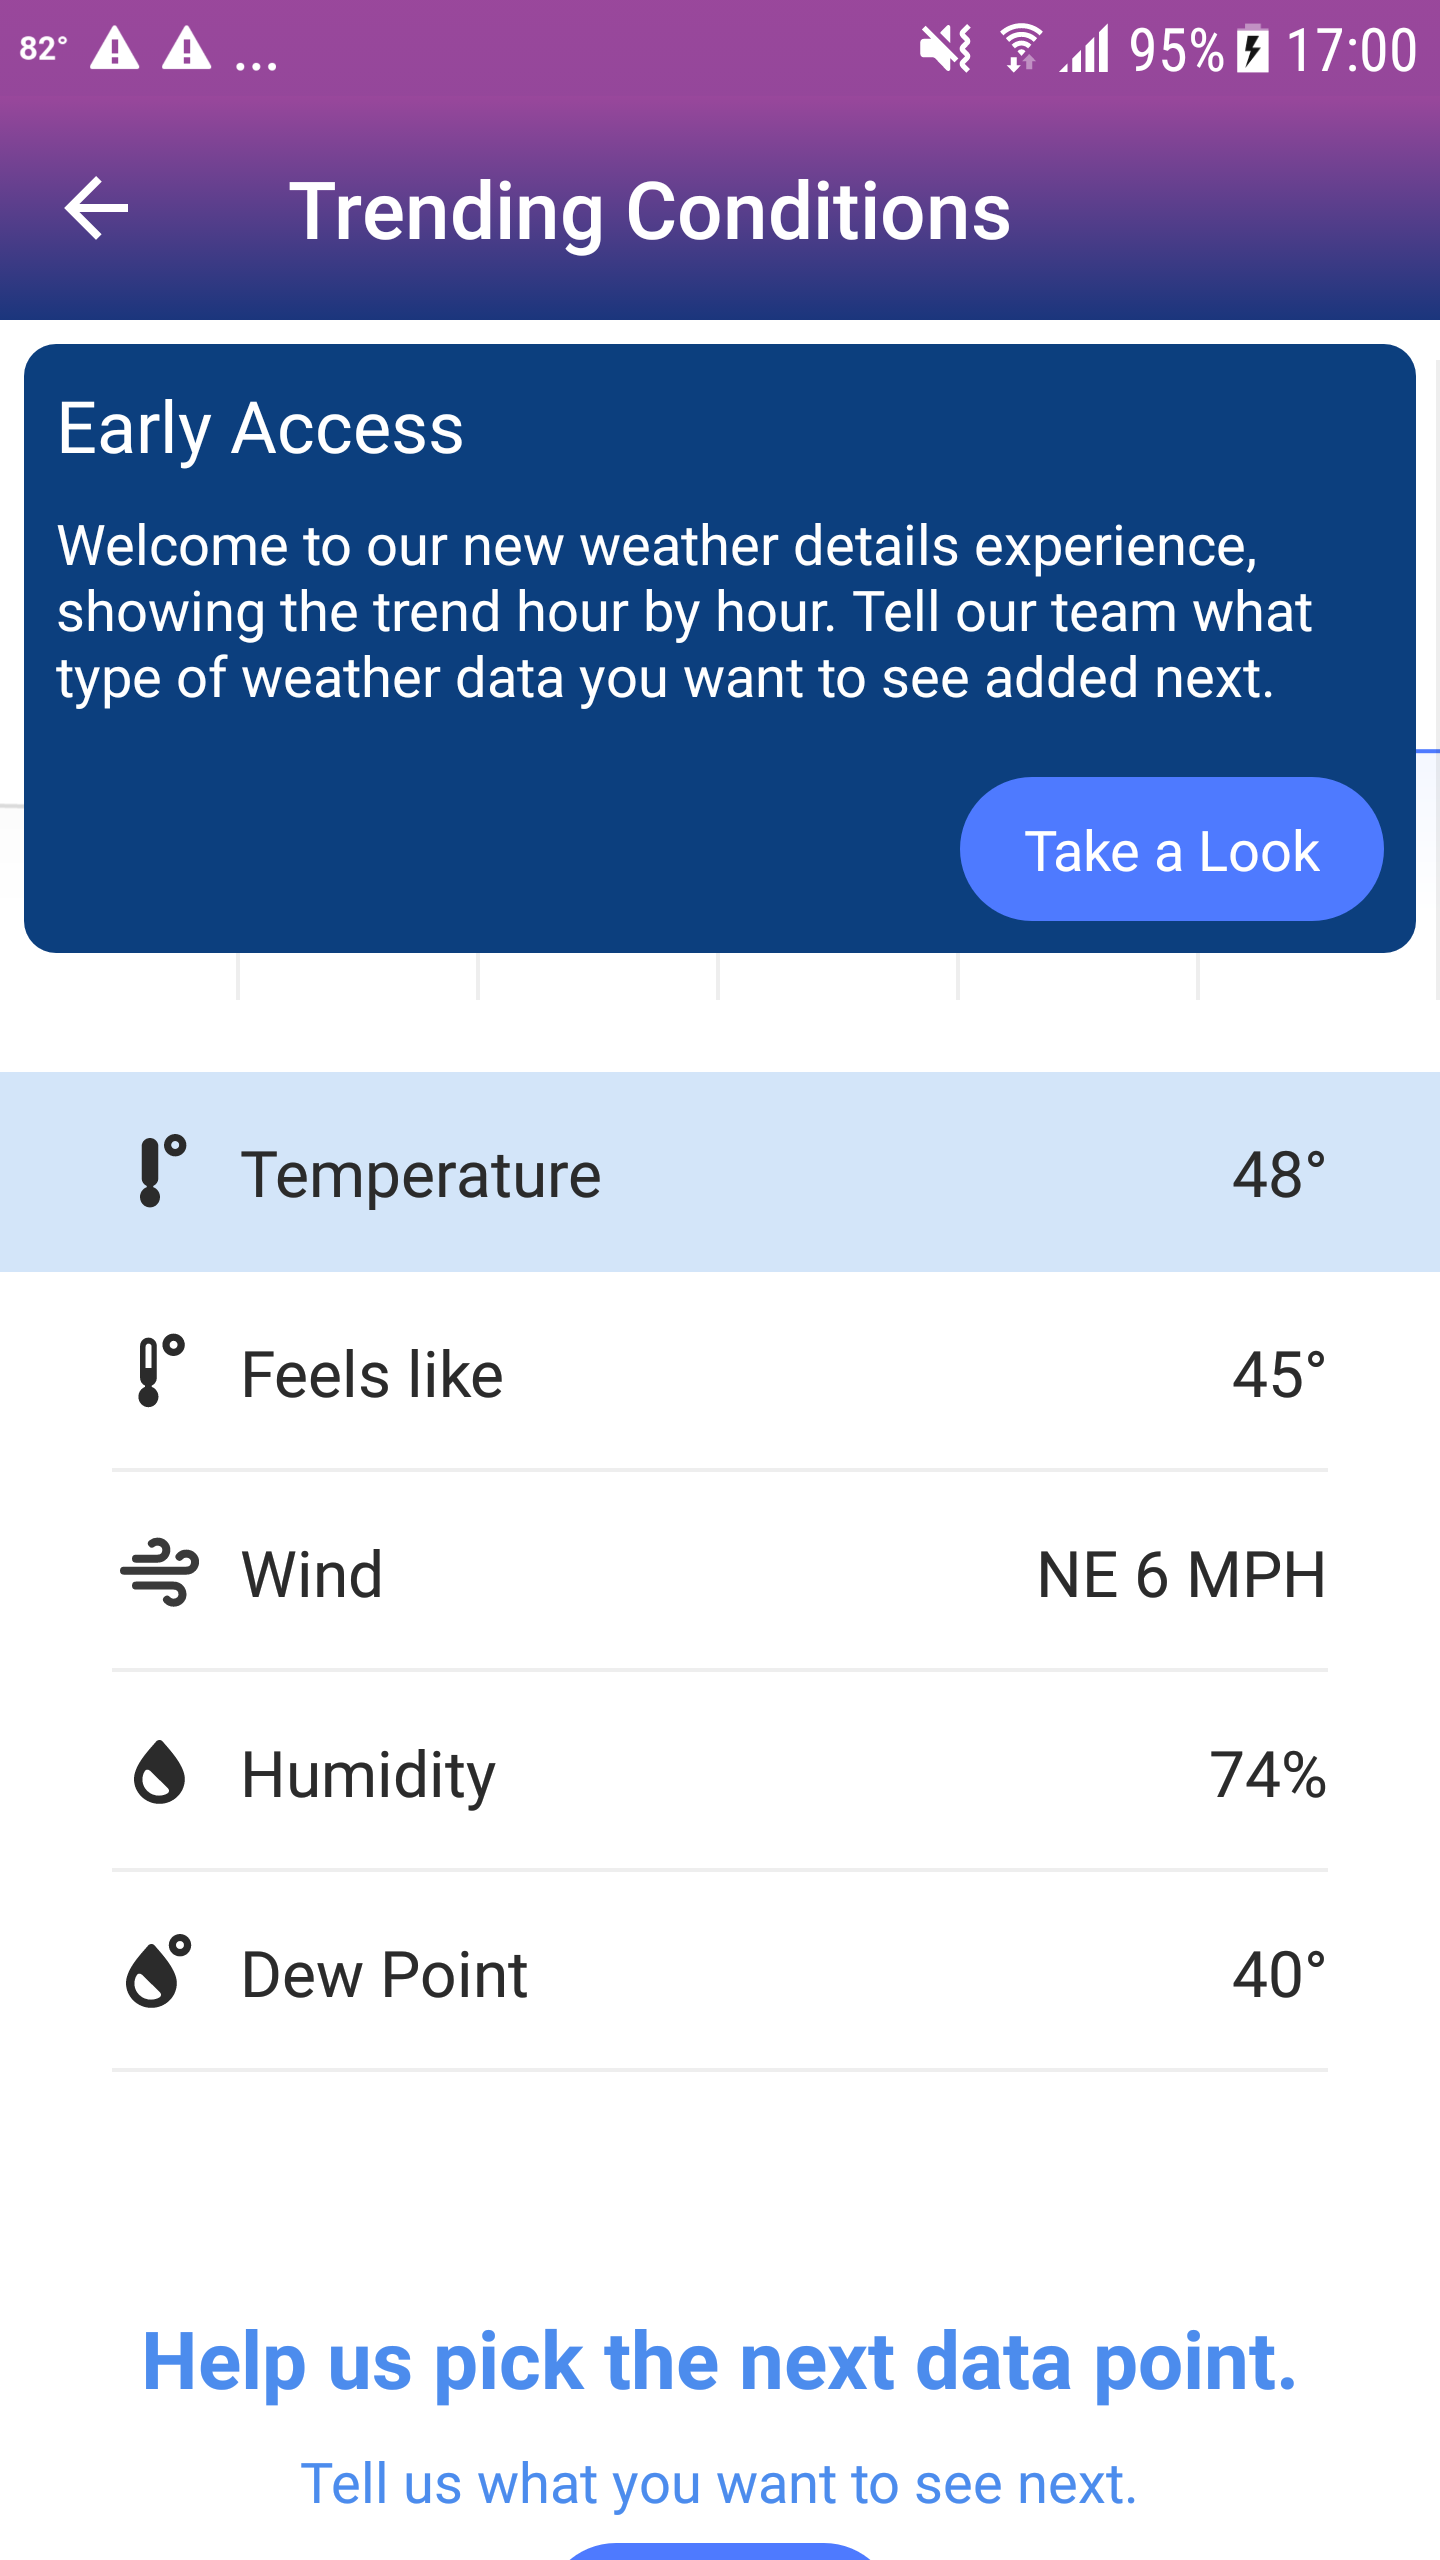 82° ... 95% 17:00
Trending Conditions
Early Access
Welcome to our new weather details experience,
showing the trend hour by hour. Tell our team what
type of weather data you want to see added next.
Take a Look
Temperature 48°
Feels like 45°
Wind NE 6 MPH
Humidity 74%
Dew Point 40°
Help us pick the next data point.
Tell us what you want to see next.